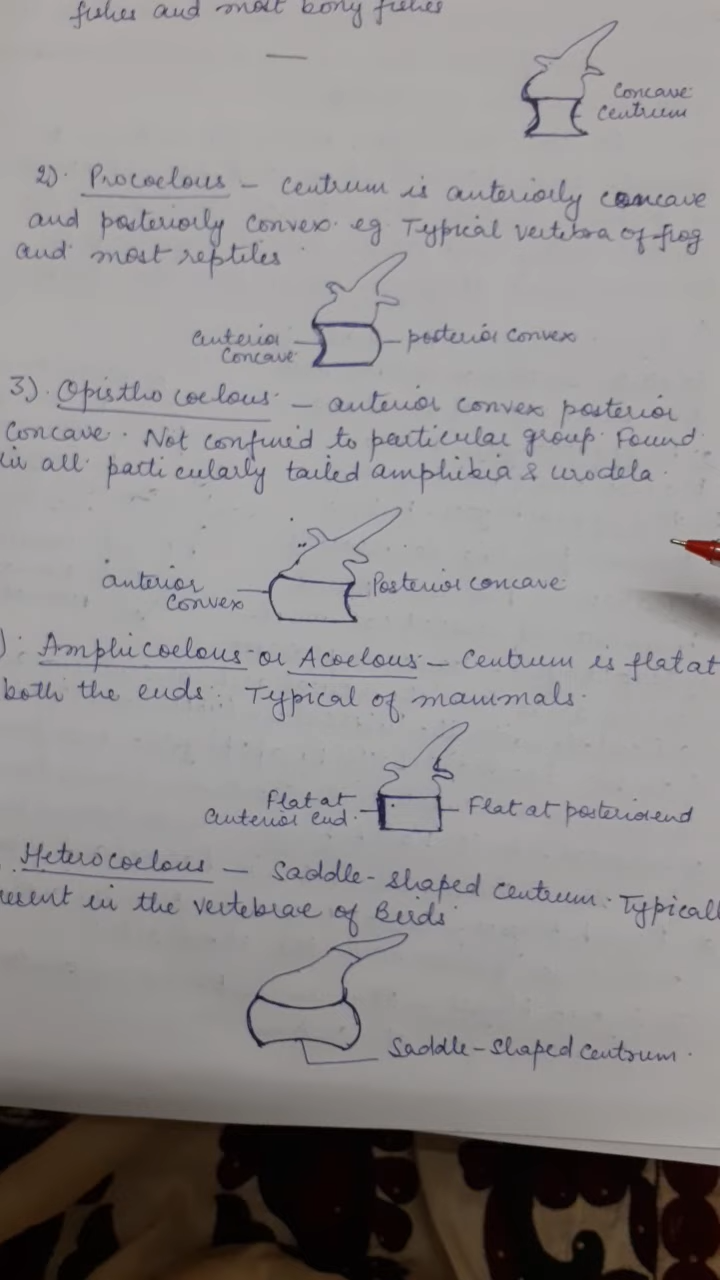 fishes and most bony fishes
Concave
Centrum
2). Procoelous – Centrum is anteriorly concave
and posteriorly convex. eg Typical vertebra of frog
and most reptiles
anterior
concave
posterior convex
3). Opistho coelous – anterior convex posterior
concave. Not confined to particular group. Found
in all particularly tailed amphibia & urodela.
anterior
convex
Posterior concave
). Amphicoelous or Acoelous – Centrum is flat at
both the ends. Typical of mammals.
Flat at
anterior end.
Flat at posterior end
Heterocoelous – Saddle-shaped centrum. Typicall
resent in the vertebrae of Birds
Saddle-shaped centrum.